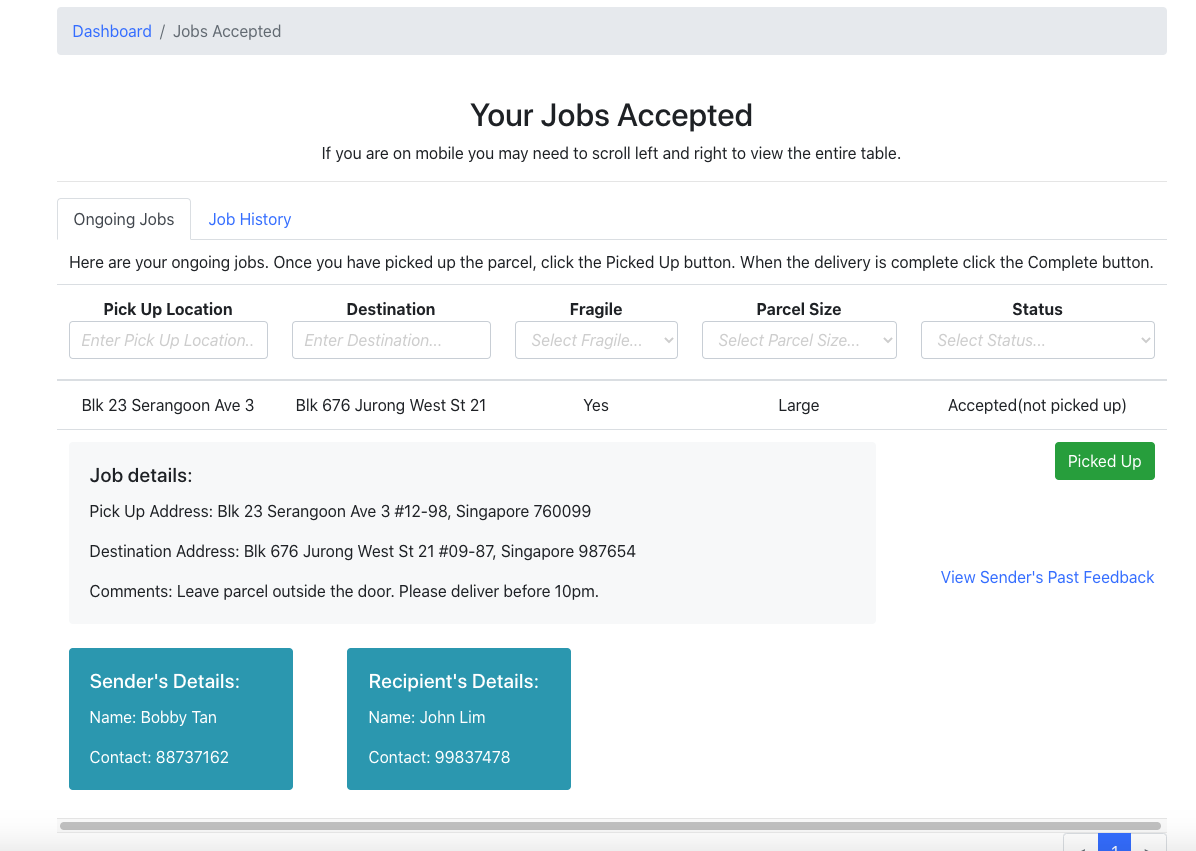 Dashboard / Jobs Accepted
Your Jobs Accepted
If you are on mobile you may need to scroll left and right to view the entire table.
Ongoing Jobs Job History
Here are your ongoing jobs. Once you have picked up the parcel, click the Picked Up button. When the delivery is complete click the Complete button.
Pick Up Location Destination Fragile Parcel Size Status
Enter Pick Up Location.. Enter Destination... Select Fragile... Select Parcel Size... Select Status...
Blk 23 Serangoon Ave 3 Blk 676 Jurong West St 21 Yes Large Accepted(not picked up)
Picked Up
Job details:
Pick Up Address: Blk 23 Serangoon Ave 3 #12-98, Singapore 760099
Destination Address: Blk 676 Jurong West St 21 #09-87, Singapore 987654
View Sender's Past Feedback
Comments: Leave parcel outside the door. Please deliver before 10pm.
Sender's Details:
Name: Bobby Tan
Contact: 88737162
Recipient's Details:
Name: John Lim
Contact: 99837478
1